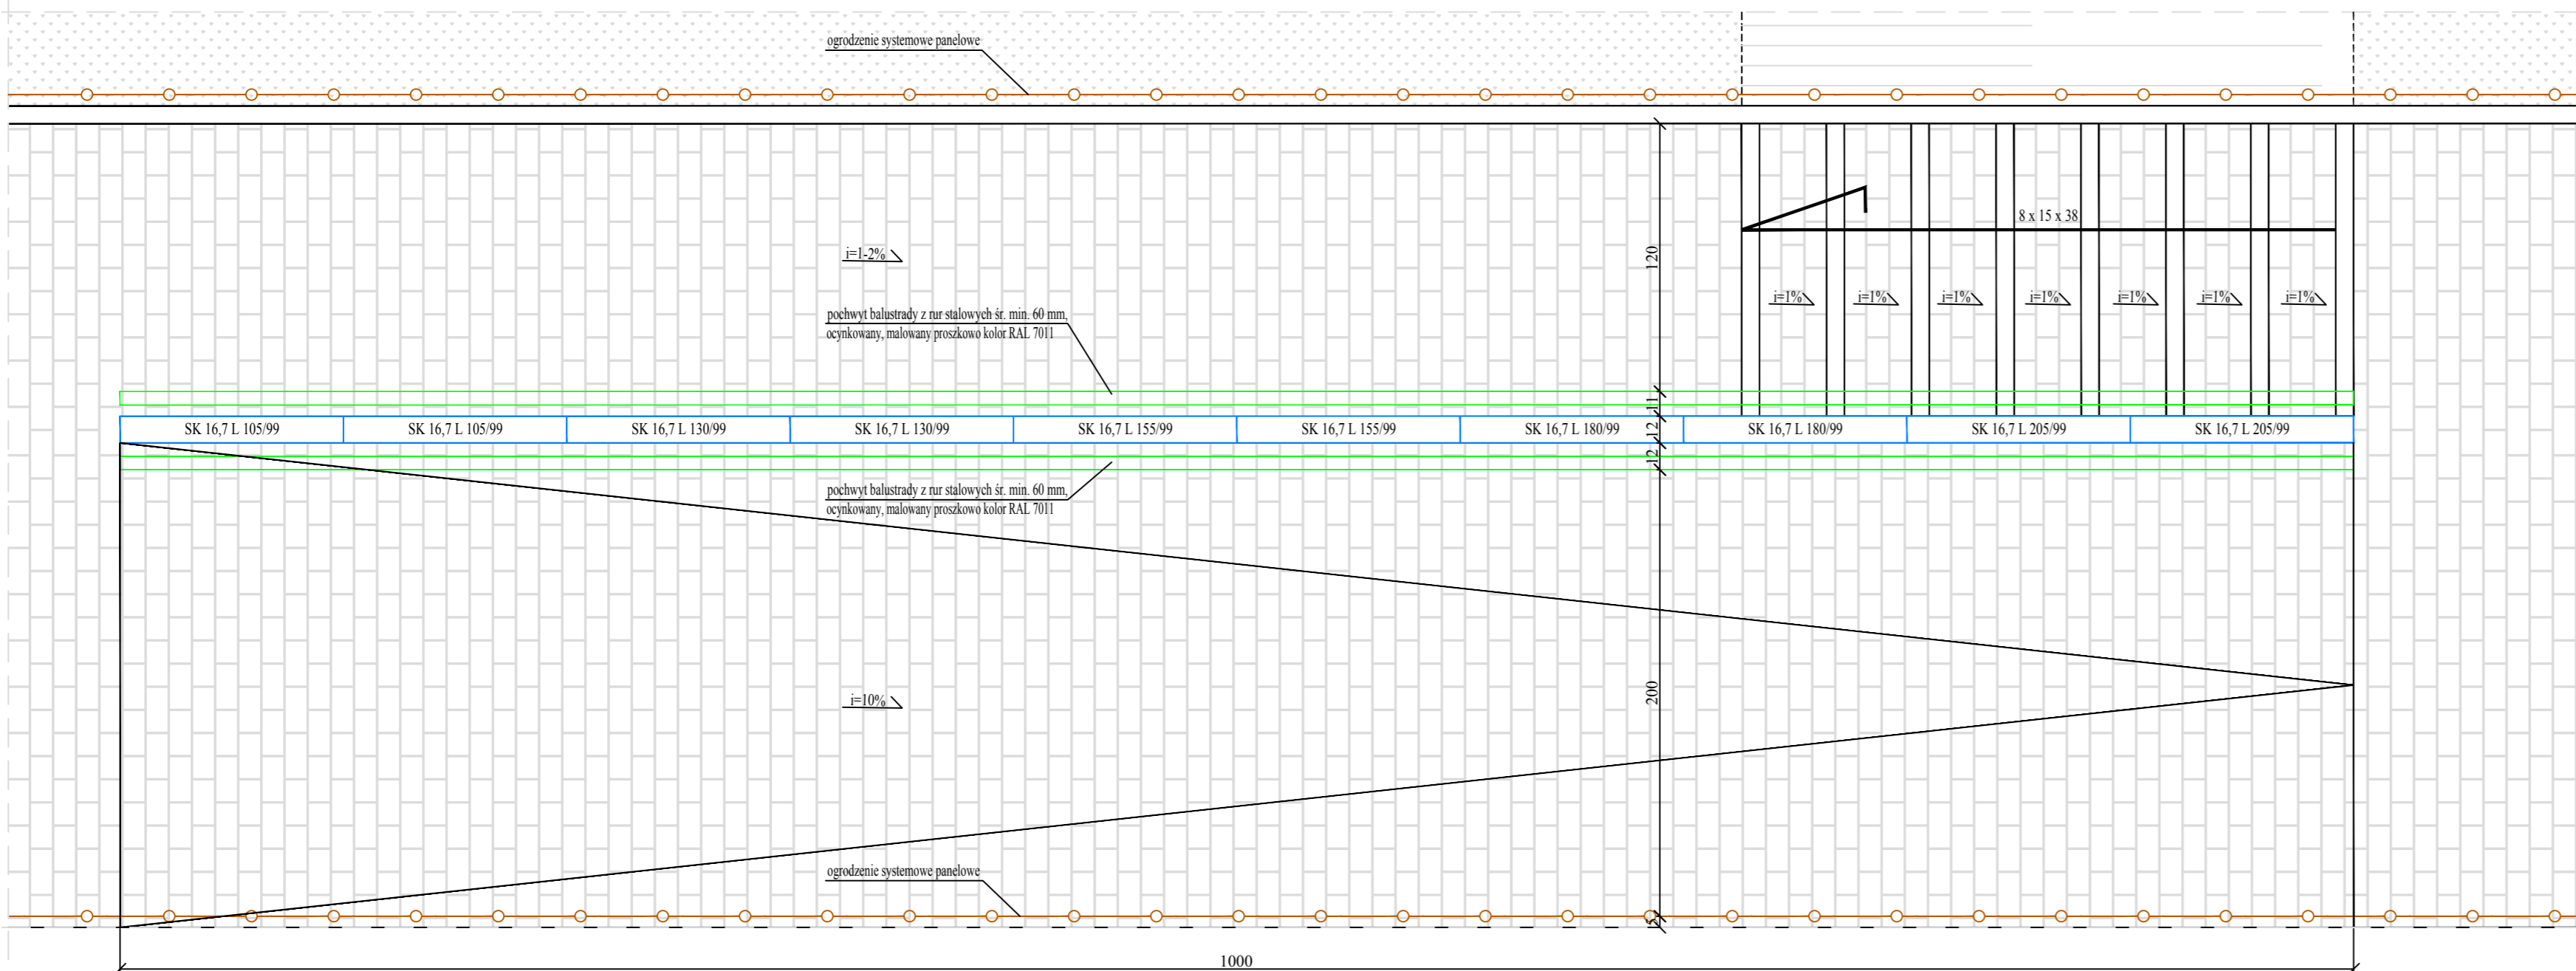 ogrodzenie systemowe panelowe
8 x 15 x 38
i=1-2%
120
i=1%
i=1%
i=1%
i=1%
i=1%
i=1%
i=1%
pochwyt balustrady z rur stalowych śr. min. 60 mm,
ocynkowany, malowany proszkowo kolor RAL 7011
11
SK 16,7 L 105/99
SK 16,7 L 105/99
SK 16,7 L 130/99
SK 16,7 L 130/99
SK 16,7 L 155/99
SK 16,7 L 155/99
SK 16,7 L 180/99
12
SK 16,7 L 180/99
SK 16,7 L 205/99
SK 16,7 L 205/99
12
pochwyt balustrady z rur stalowych śr. min. 60 mm,
ocynkowany, malowany proszkowo kolor RAL 7011
i=10%
200
ogrodzenie systemowe panelowe
5
1000